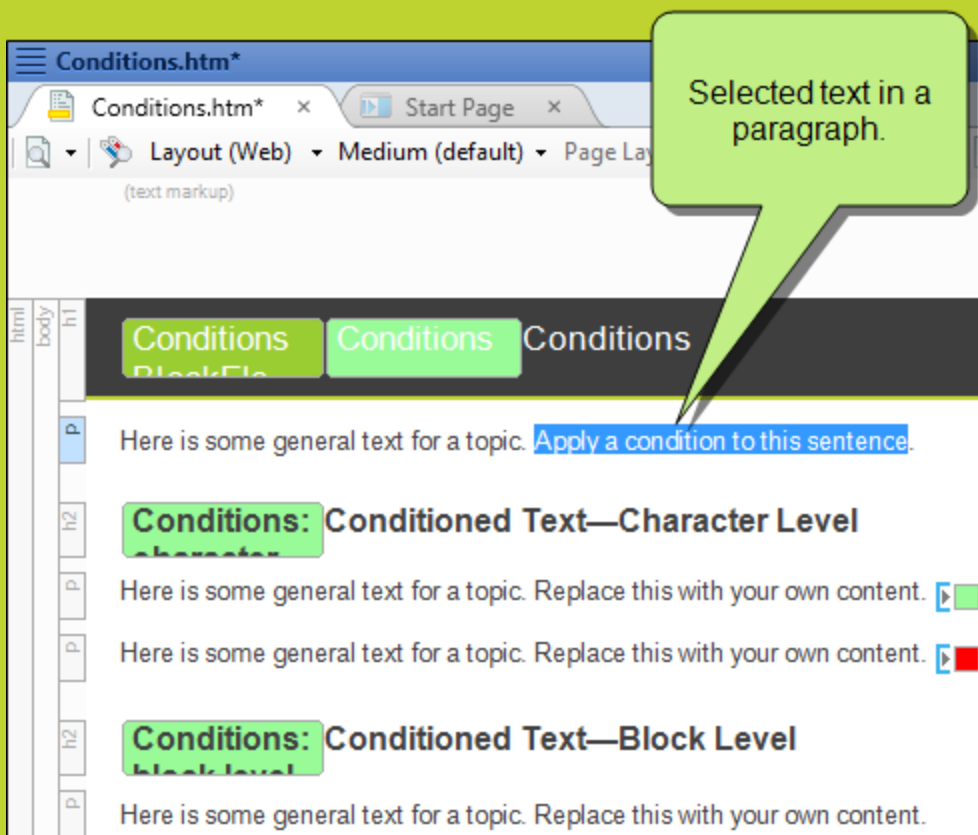 Conditions.htm*
Selected text in a
paragraph.
Conditions.htm* × Start Page ×
Layout (Web) Medium (default) Page Lay
(text markup)
html body h1
Conditions Conditions Conditions
p
Here is some general text for a topic. Apply a condition to this sentence.
h2
Conditions: Conditioned Text—Character Level
character
p
Here is some general text for a topic. Replace this with your own content.
p
Here is some general text for a topic. Replace this with your own content.
h2
Conditions: Conditioned Text—Block Level
block level
p
Here is some general text for a topic. Replace this with your own content.